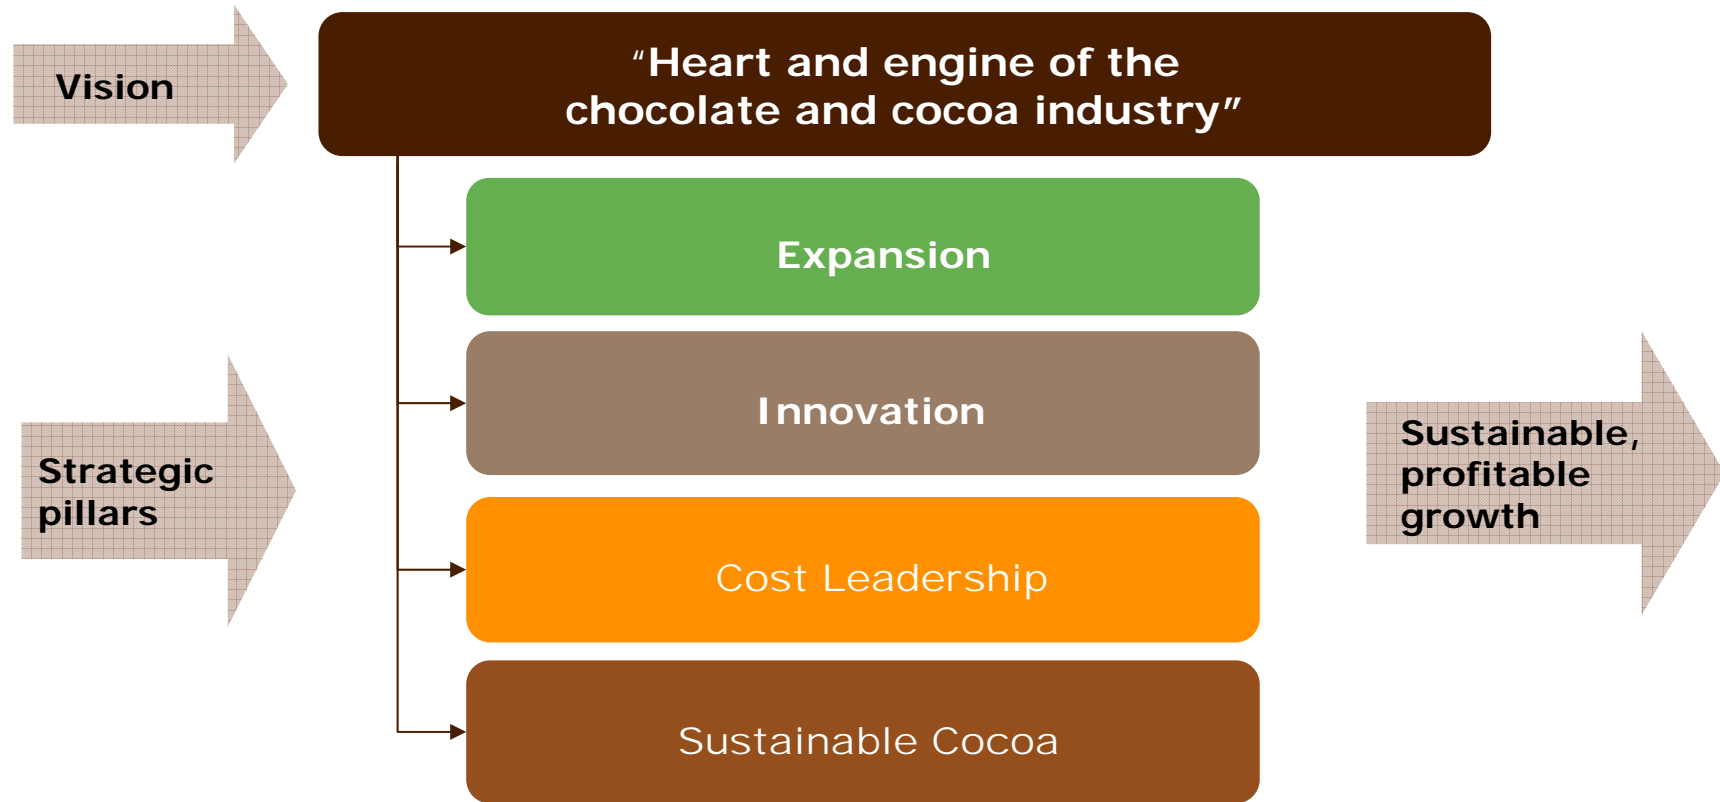 Vision
“Heart and engine of the
chocolate and cocoa industry”
Strategic
pillars
Expansion
Innovation
Cost Leadership
Sustainable Cocoa
Sustainable,
profitable
growth